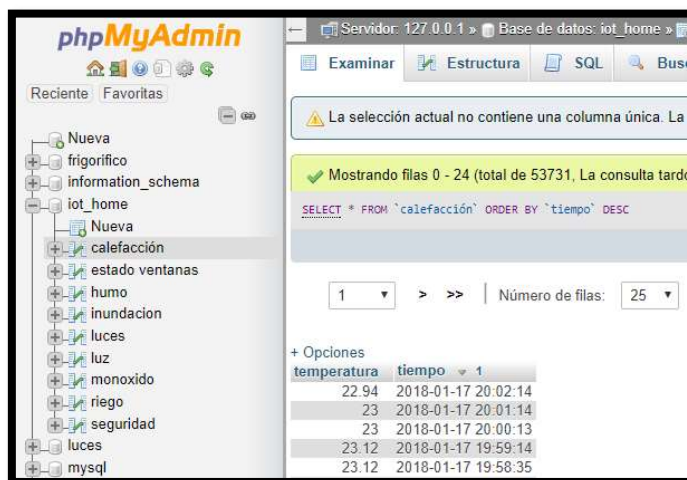 phpMyAdmin
Reciente Favoritas
Nueva
frigorifico
information_schema
iot_home
Nueva
calefacción
estado ventanas
humo
inundacion
luces
luz
monoxido
riego
seguridad
luces
mysql
Servidor: 127.0.0.1 » Base de datos: iot_home »
Examinar Estructura SQL Bus
La selección actual no contiene una columna única. La
Mostrando filas 0 - 24 (total de 53731, La consulta tardo
SELECT * FROM `calefacción` ORDER BY `tiempo` DESC
1 > >> | Número de filas: 25
+ Opciones
temperatura tiempo 1
22.94 2018-01-17 20:02:14
23 2018-01-17 20:01:14
23 2018-01-17 20:00:13
23.12 2018-01-17 19:59:14
23.12 2018-01-17 19:58:35